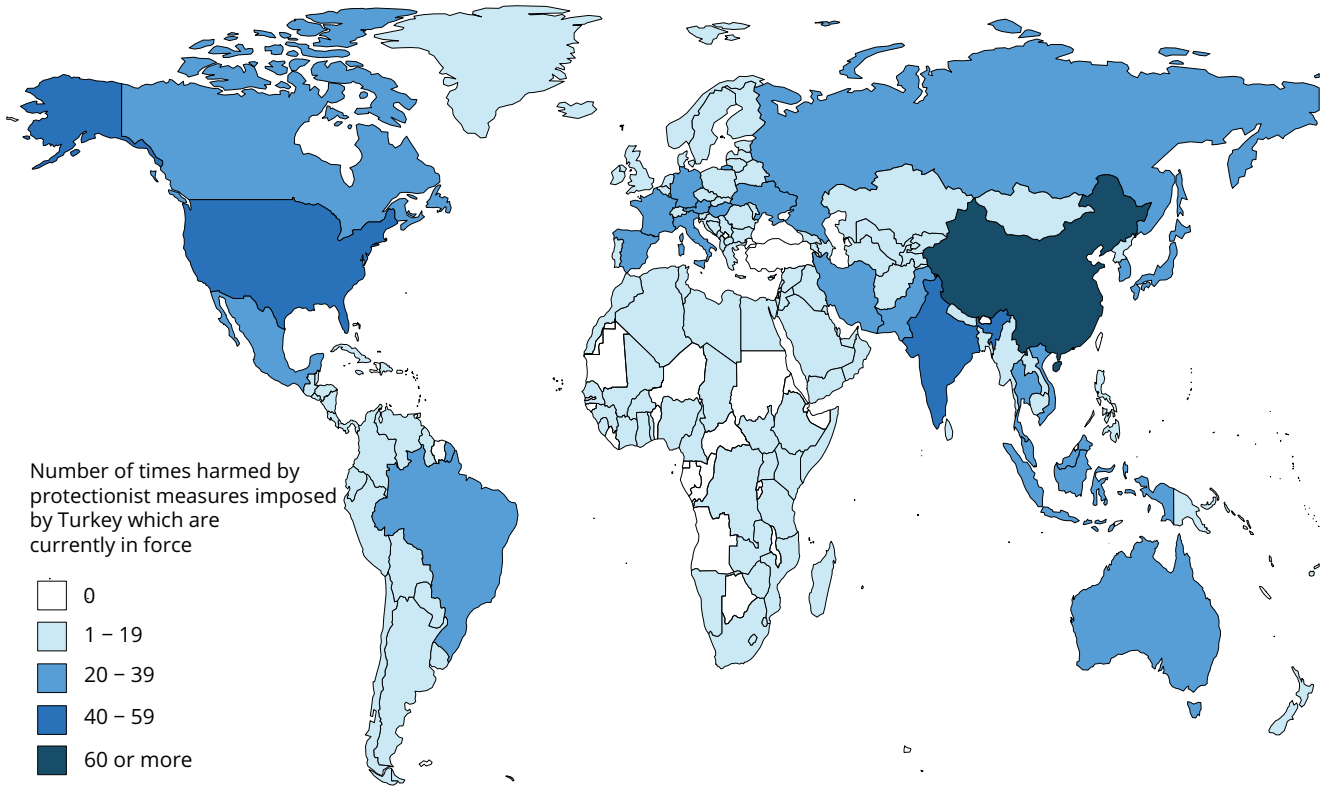 Number of times harmed by
protectionist measures imposed
by Turkey which are
currently in force
0
1 – 19
20 – 39
40 – 59
60 or more